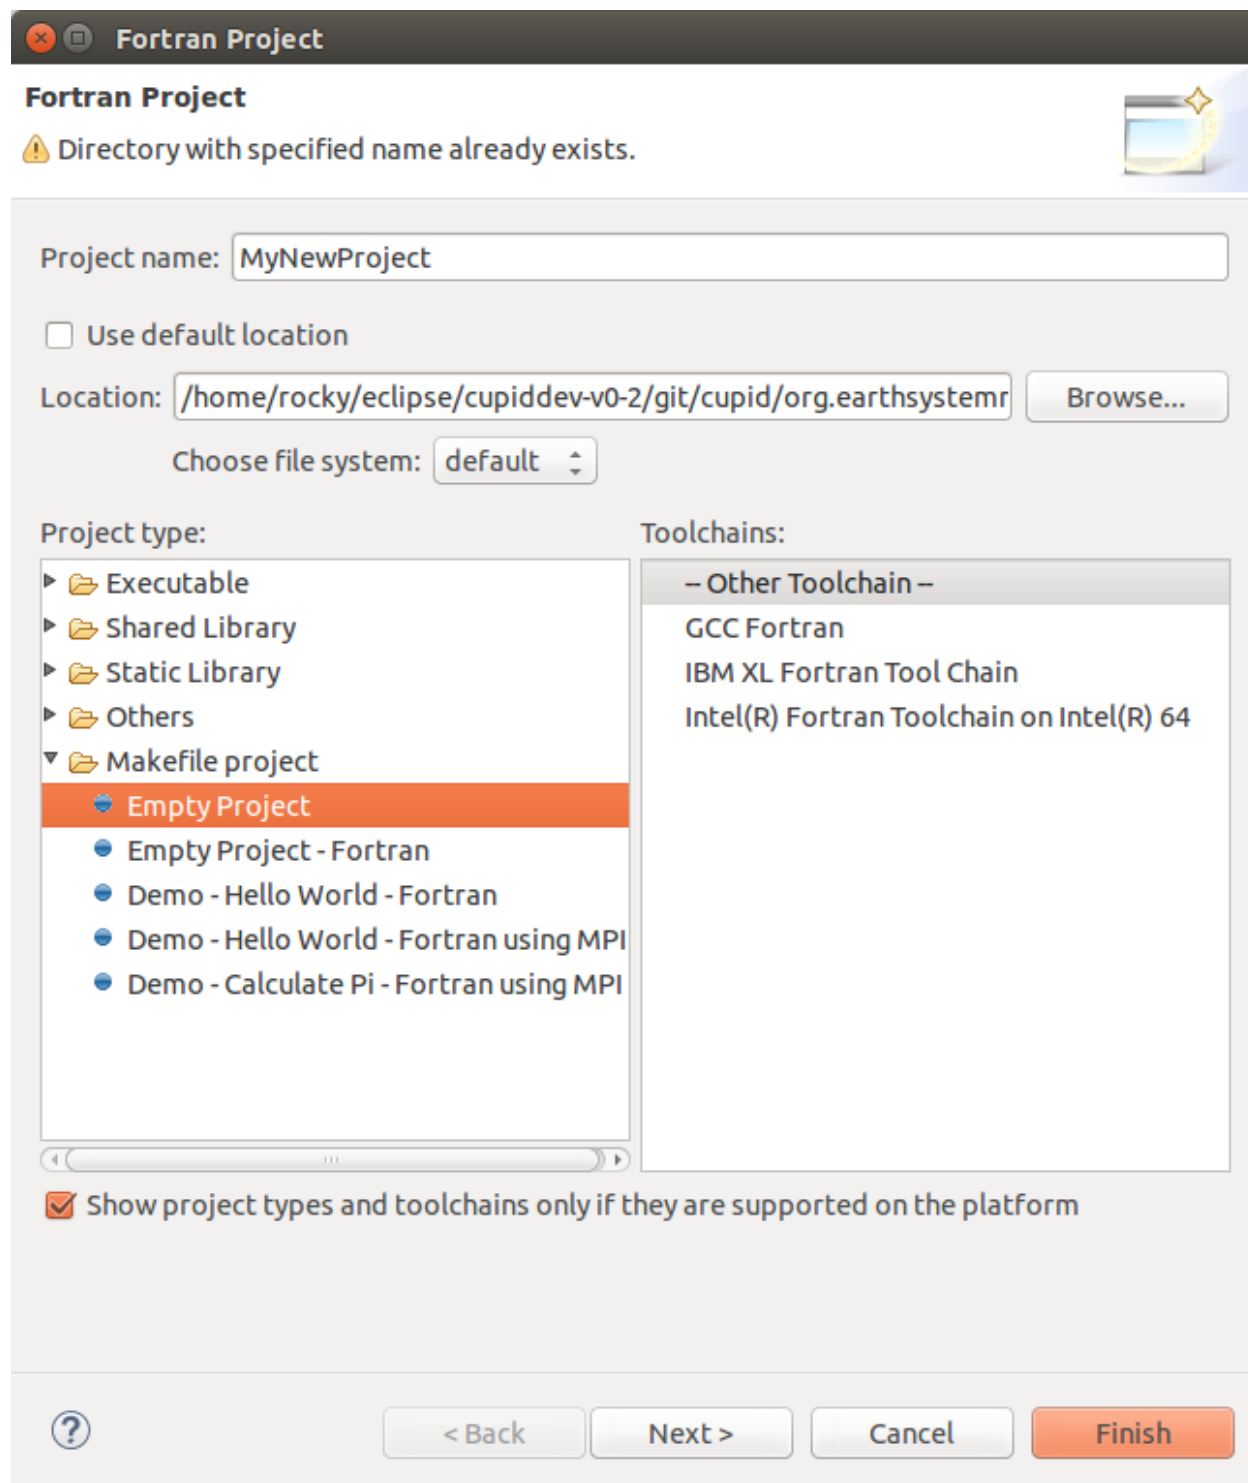 Fortran Project
Fortran Project
Directory with specified name already exists.
Project name: MyNewProject
Use default location
Location: /home/rocky/eclipse/cupiddev-v0-2/git/cupid/org.earthsystemr Browse...
Choose file system: default
Project type: Toolchains:
Executable -- Other Toolchain --
Shared Library GCC Fortran
Static Library IBM XL Fortran Tool Chain
Others Intel(R) Fortran Toolchain on Intel(R) 64
Makefile project
Empty Project
Empty Project - Fortran
Demo - Hello World - Fortran
Demo - Hello World - Fortran using MPI
Demo - Calculate Pi - Fortran using MPI
Show project types and toolchains only if they are supported on the platform
? < Back Next > Cancel Finish